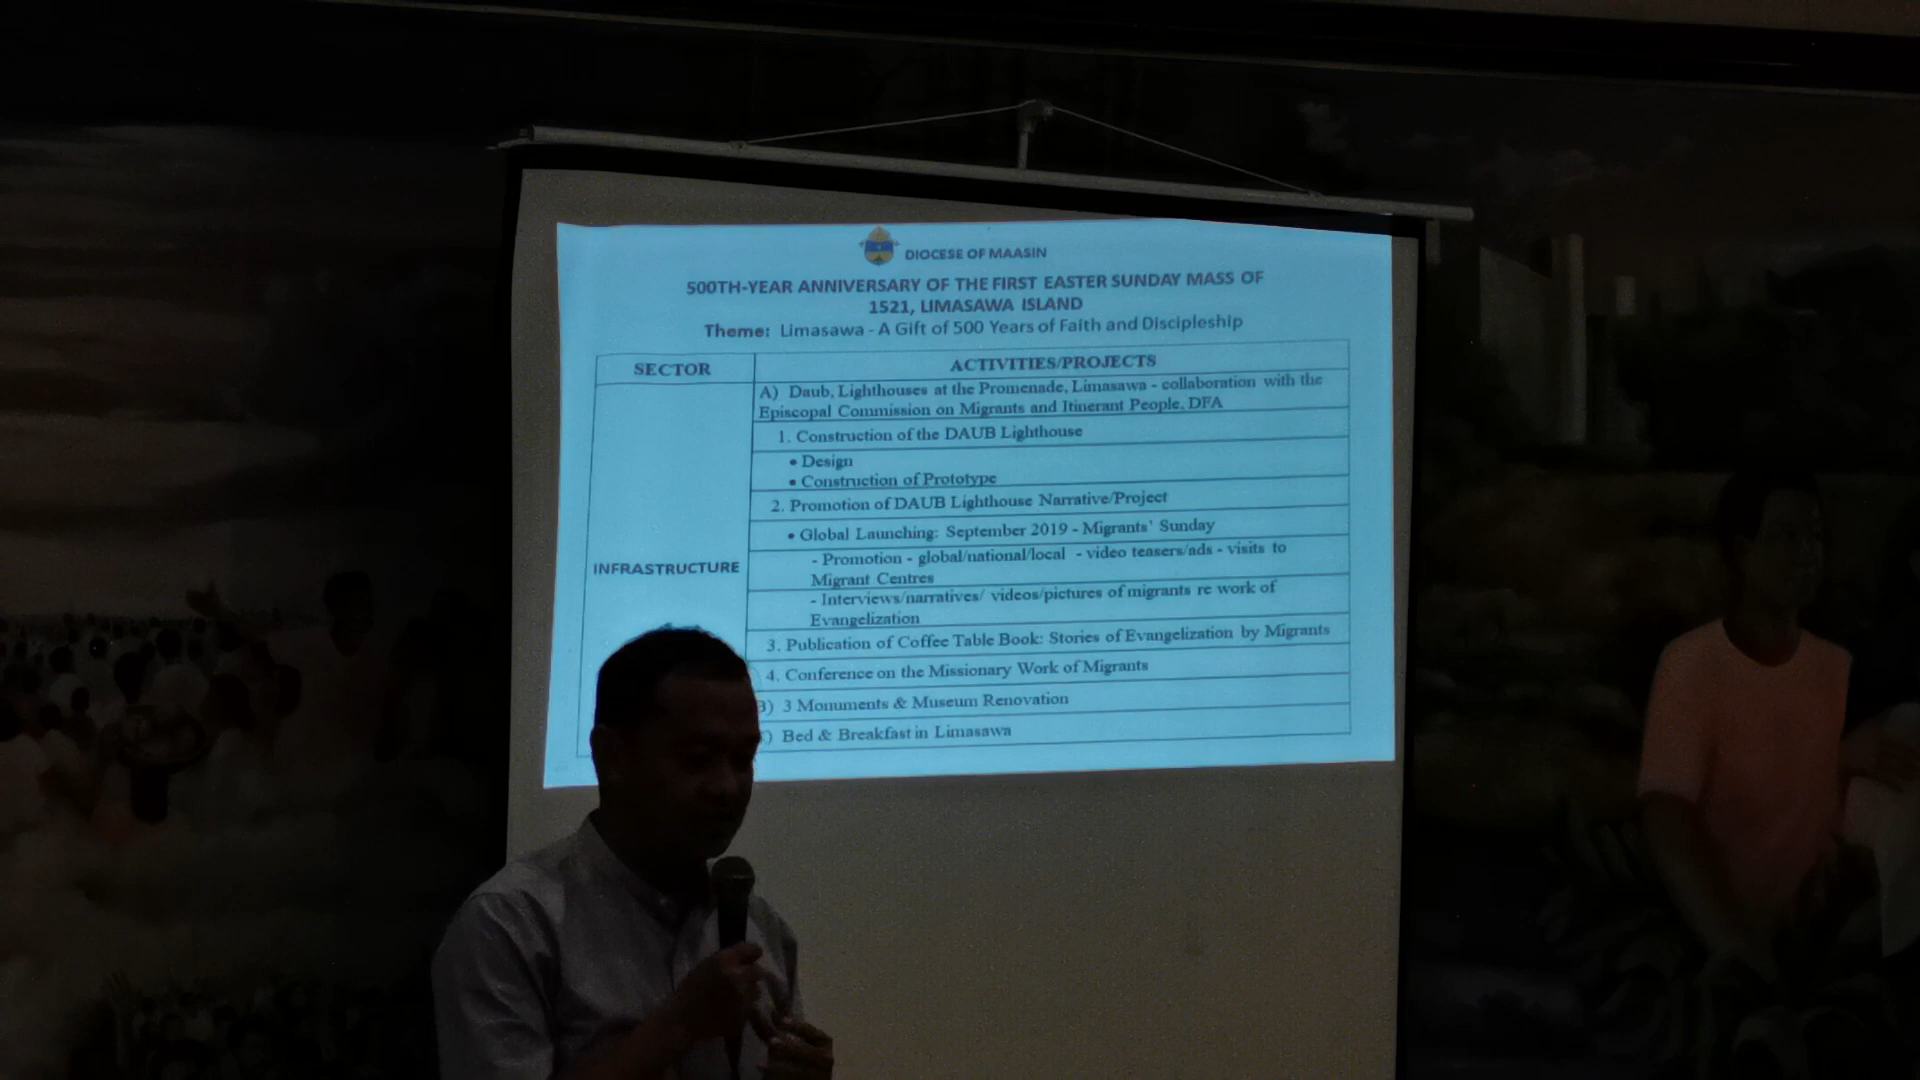 DIOCESE OF MAASIN
500TH-YEAR ANNIVERSARY OF THE FIRST EASTER SUNDAY MASS OF
1521, LIMASAWA ISLAND
Theme: Limasawa - A Gift of 500 Years of Faith and Discipleship
SECTOR
ACTIVITIES/PROJECTS
INFRASTRUCTURE
A) Daub, Lighthouses at the Promenade, Limasawa - collaboration with the
Episcopal Commission on Migrants and Itinerant People, DFA
1. Construction of the DAUB Lighthouse
• Design
• Construction of Prototype
2. Promotion of DAUB Lighthouse Narrative/Project
• Global Launching: September 2019 - Migrants' Sunday
- Promotion - global/national/local - video teasers/ads - visits to
Migrant Centres
- Interviews/narratives/ videos/pictures of migrants re work of
Evangelization
3. Publication of Coffee Table Book: Stories of Evangelization by Migrants
4. Conference on the Missionary Work of Migrants
B) 3 Monuments & Museum Renovation
) Bed & Breakfast in Limasawa